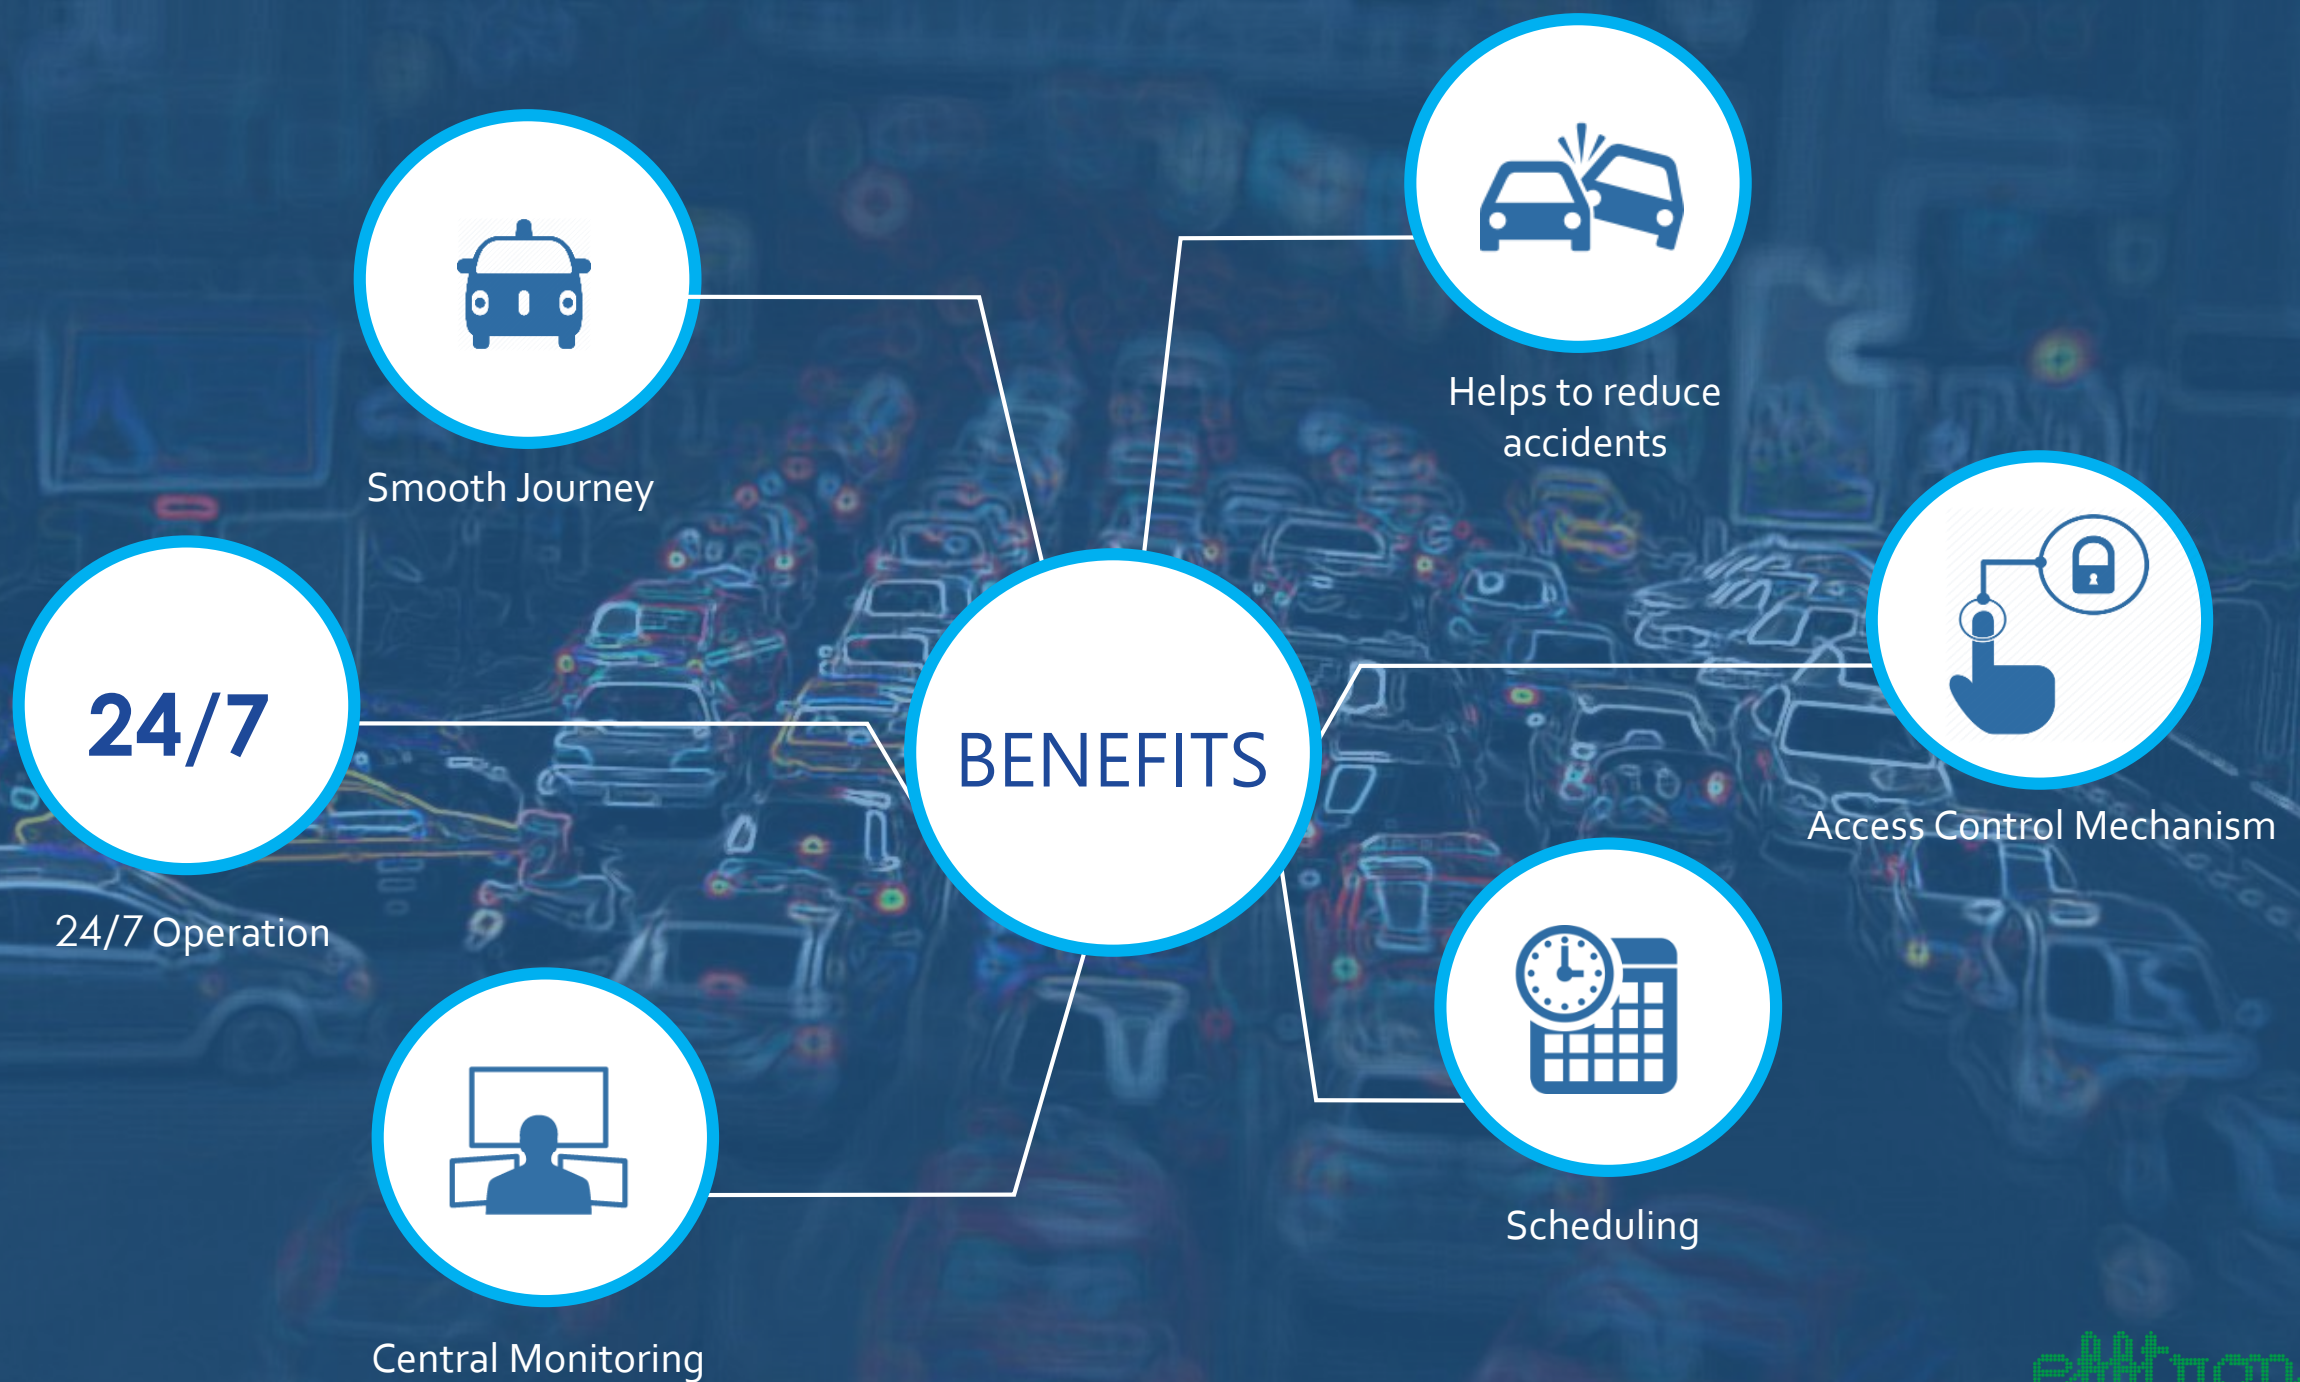 Smooth Journey
Helps to reduce
accidents
24/7
24/7 Operation
BENEFITS
Access Control Mechanism
Scheduling
Central Monitoring